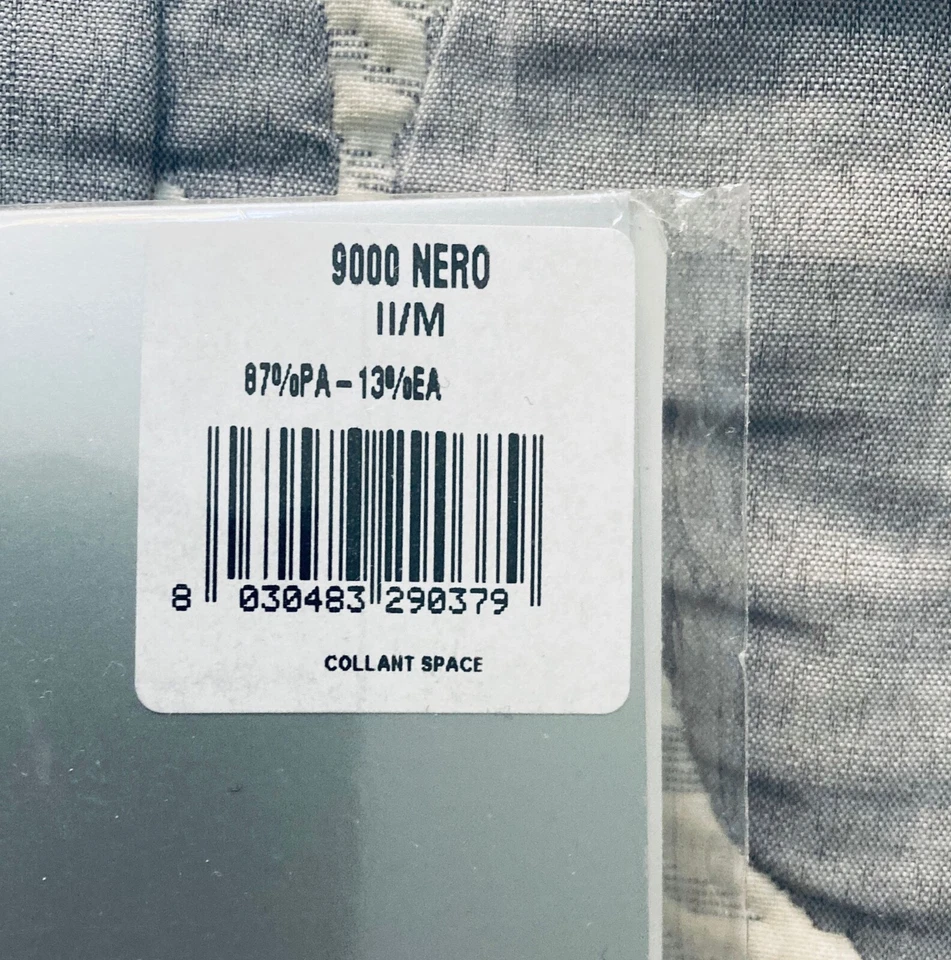 9000 NERO
II/M
87%PA-13%EA
8 030483 290379
COLLANT SPACE